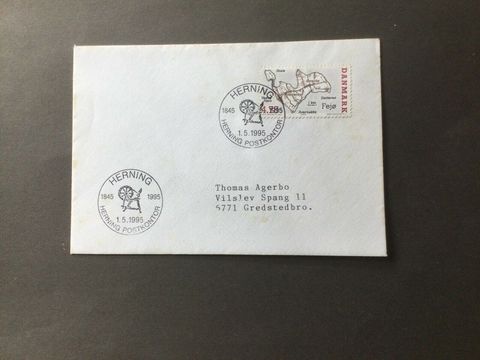 HERNING
1845 1995
HERNING POSTKONTOR
1.5.1995
DANMARK
Fejø
HERNING
1845 1995
HERNING POSTKONTOR
1.5.1995
Thomas Agerbo
Vilslev Spang 11
6771 Gredstedbro.